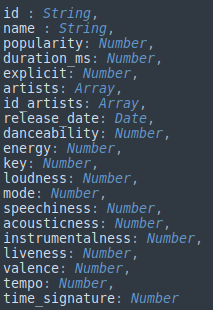 id : String,
name : String,
popularity: Number,
duration_ms: Number,
explicit: Number,
artists: Array,
id_artists: Array,
release_date: Date,
danceability: Number,
energy: Number,
key: Number,
loudness: Number,
mode: Number,
speechiness: Number,
acousticness: Number,
instrumentalness: Number,
liveness: Number,
valence: Number,
tempo: Number,
time_signature: Number